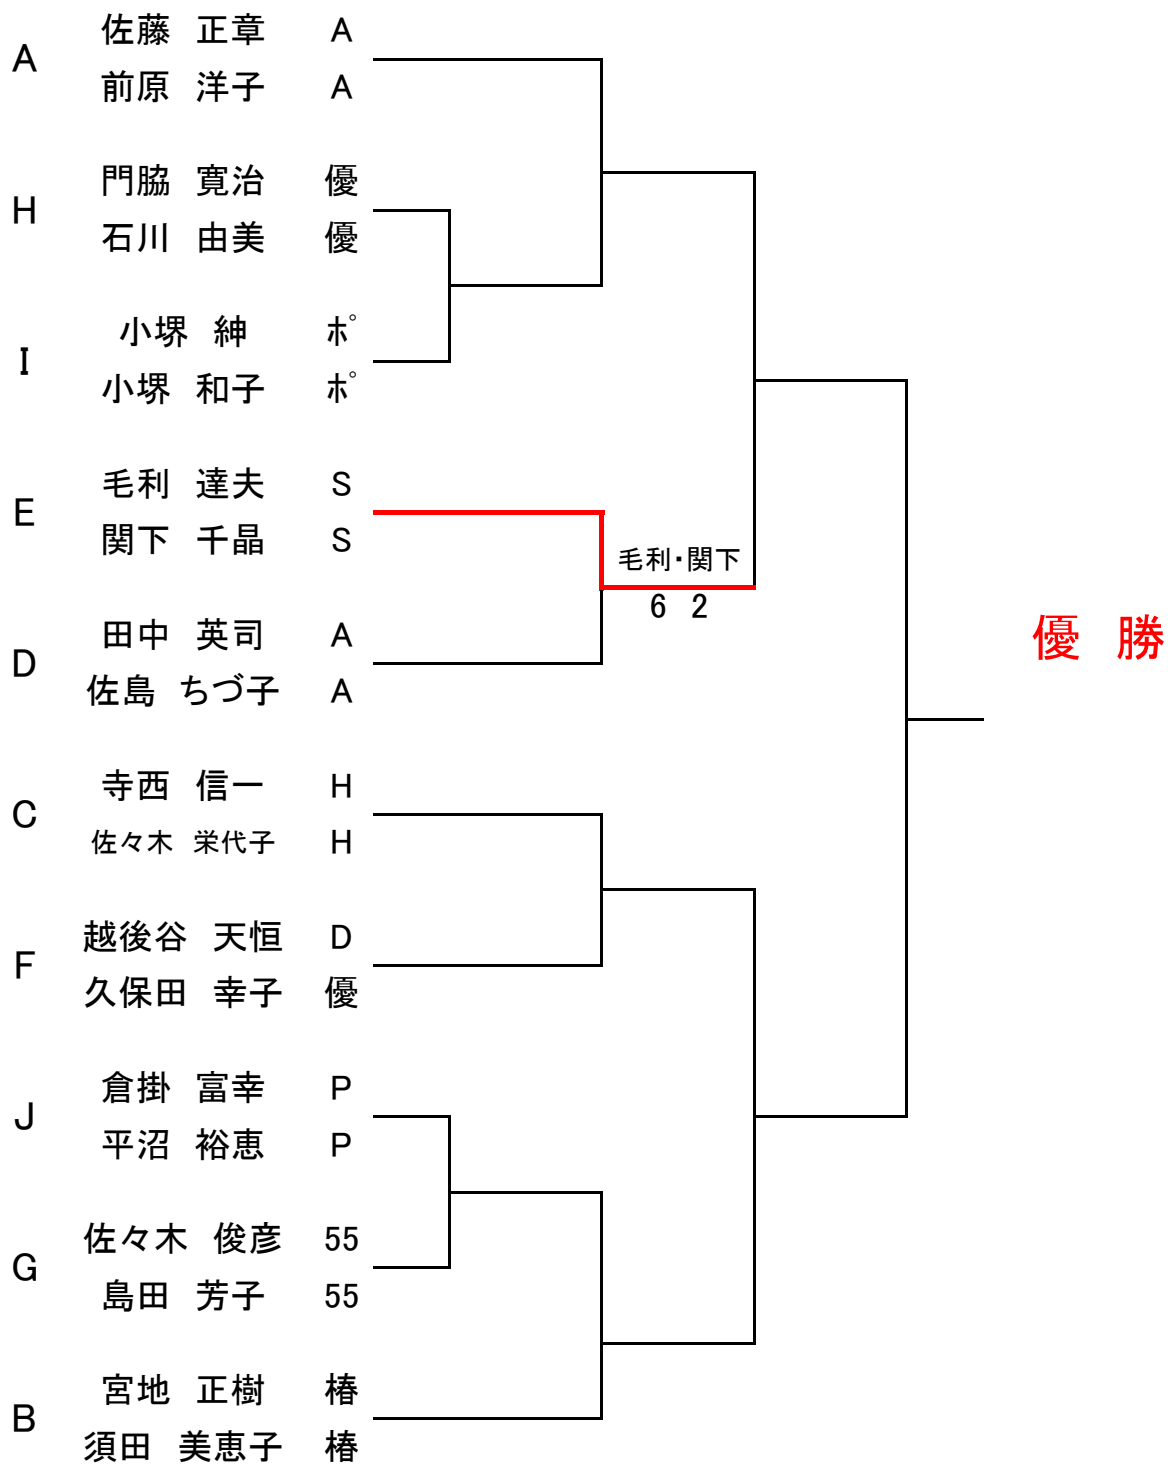 佐藤 正章 A
A
前原 洋子 A
門脇 寛治 優
H
石川 由美 優
小堺 紳 ポ
I
小堺 和子 ポ
毛利 達夫 S
E
関下 千晶 S
毛利・関下
6 2
田中 英司 A
D
佐島 ちづ子 A
優 勝
寺西 信一 H
C
佐々木 栄代子 H
越後谷 天恒 D
F
久保田 幸子 優
倉掛 富幸 P
J
平沼 裕恵 P
佐々木 俊彦 55
G
島田 芳子 55
宮地 正樹 椿
B
須田 美恵子 椿